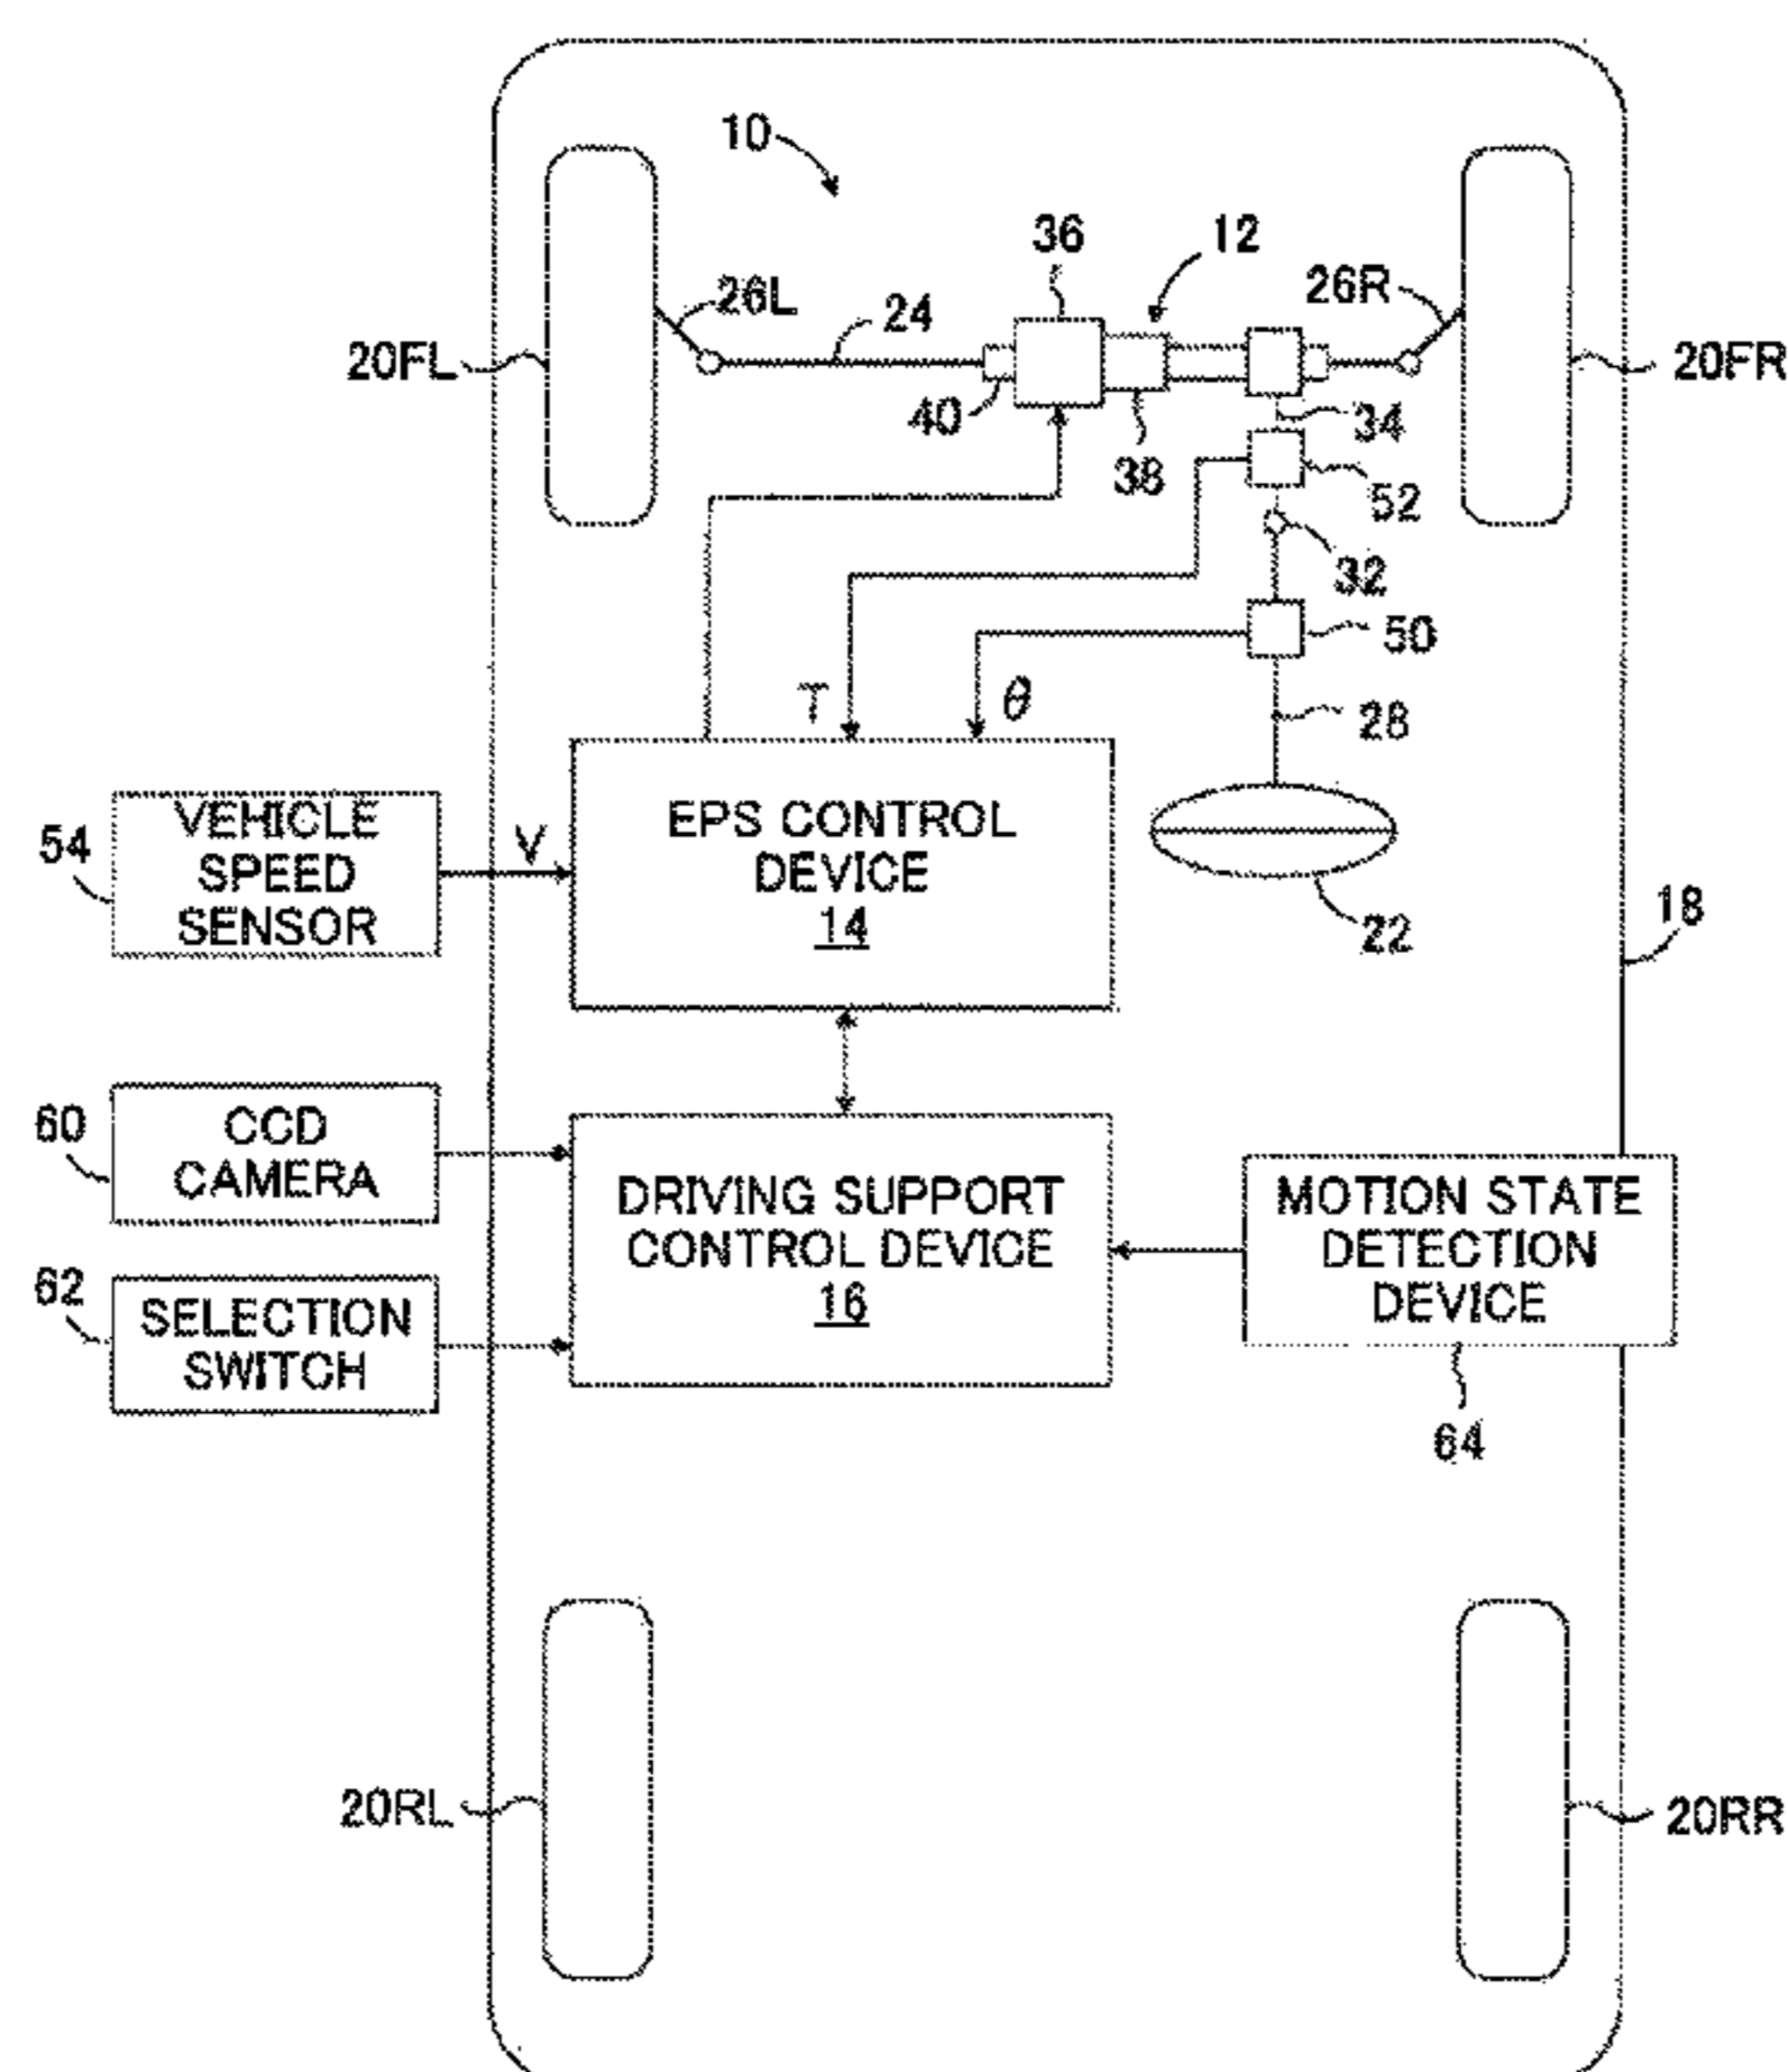 10
36
12
26L
24
26R
20FL
20FR
40
38
34
52
32
50
T
θ
28
VEHICLE
SPEED
SENSOR
54
V
EPS CONTROL
DEVICE
14
22
18
60
CCD
CAMERA
DRIVING SUPPORT
CONTROL DEVICE
16
MOTION STATE
DETECTION
DEVICE
62
SELECTION
SWITCH
64
20RL
20RR